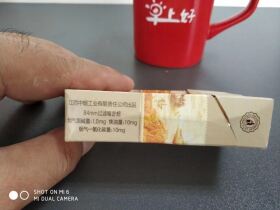 早上好
江西中烟工业有限责任公司出品
84mm过滤嘴香烟
烟气烟碱量:1.0mg 焦油量:10mg
烟气一氧化碳量:10mg
SHOT ON MI 6
MI DUAL CAMERA